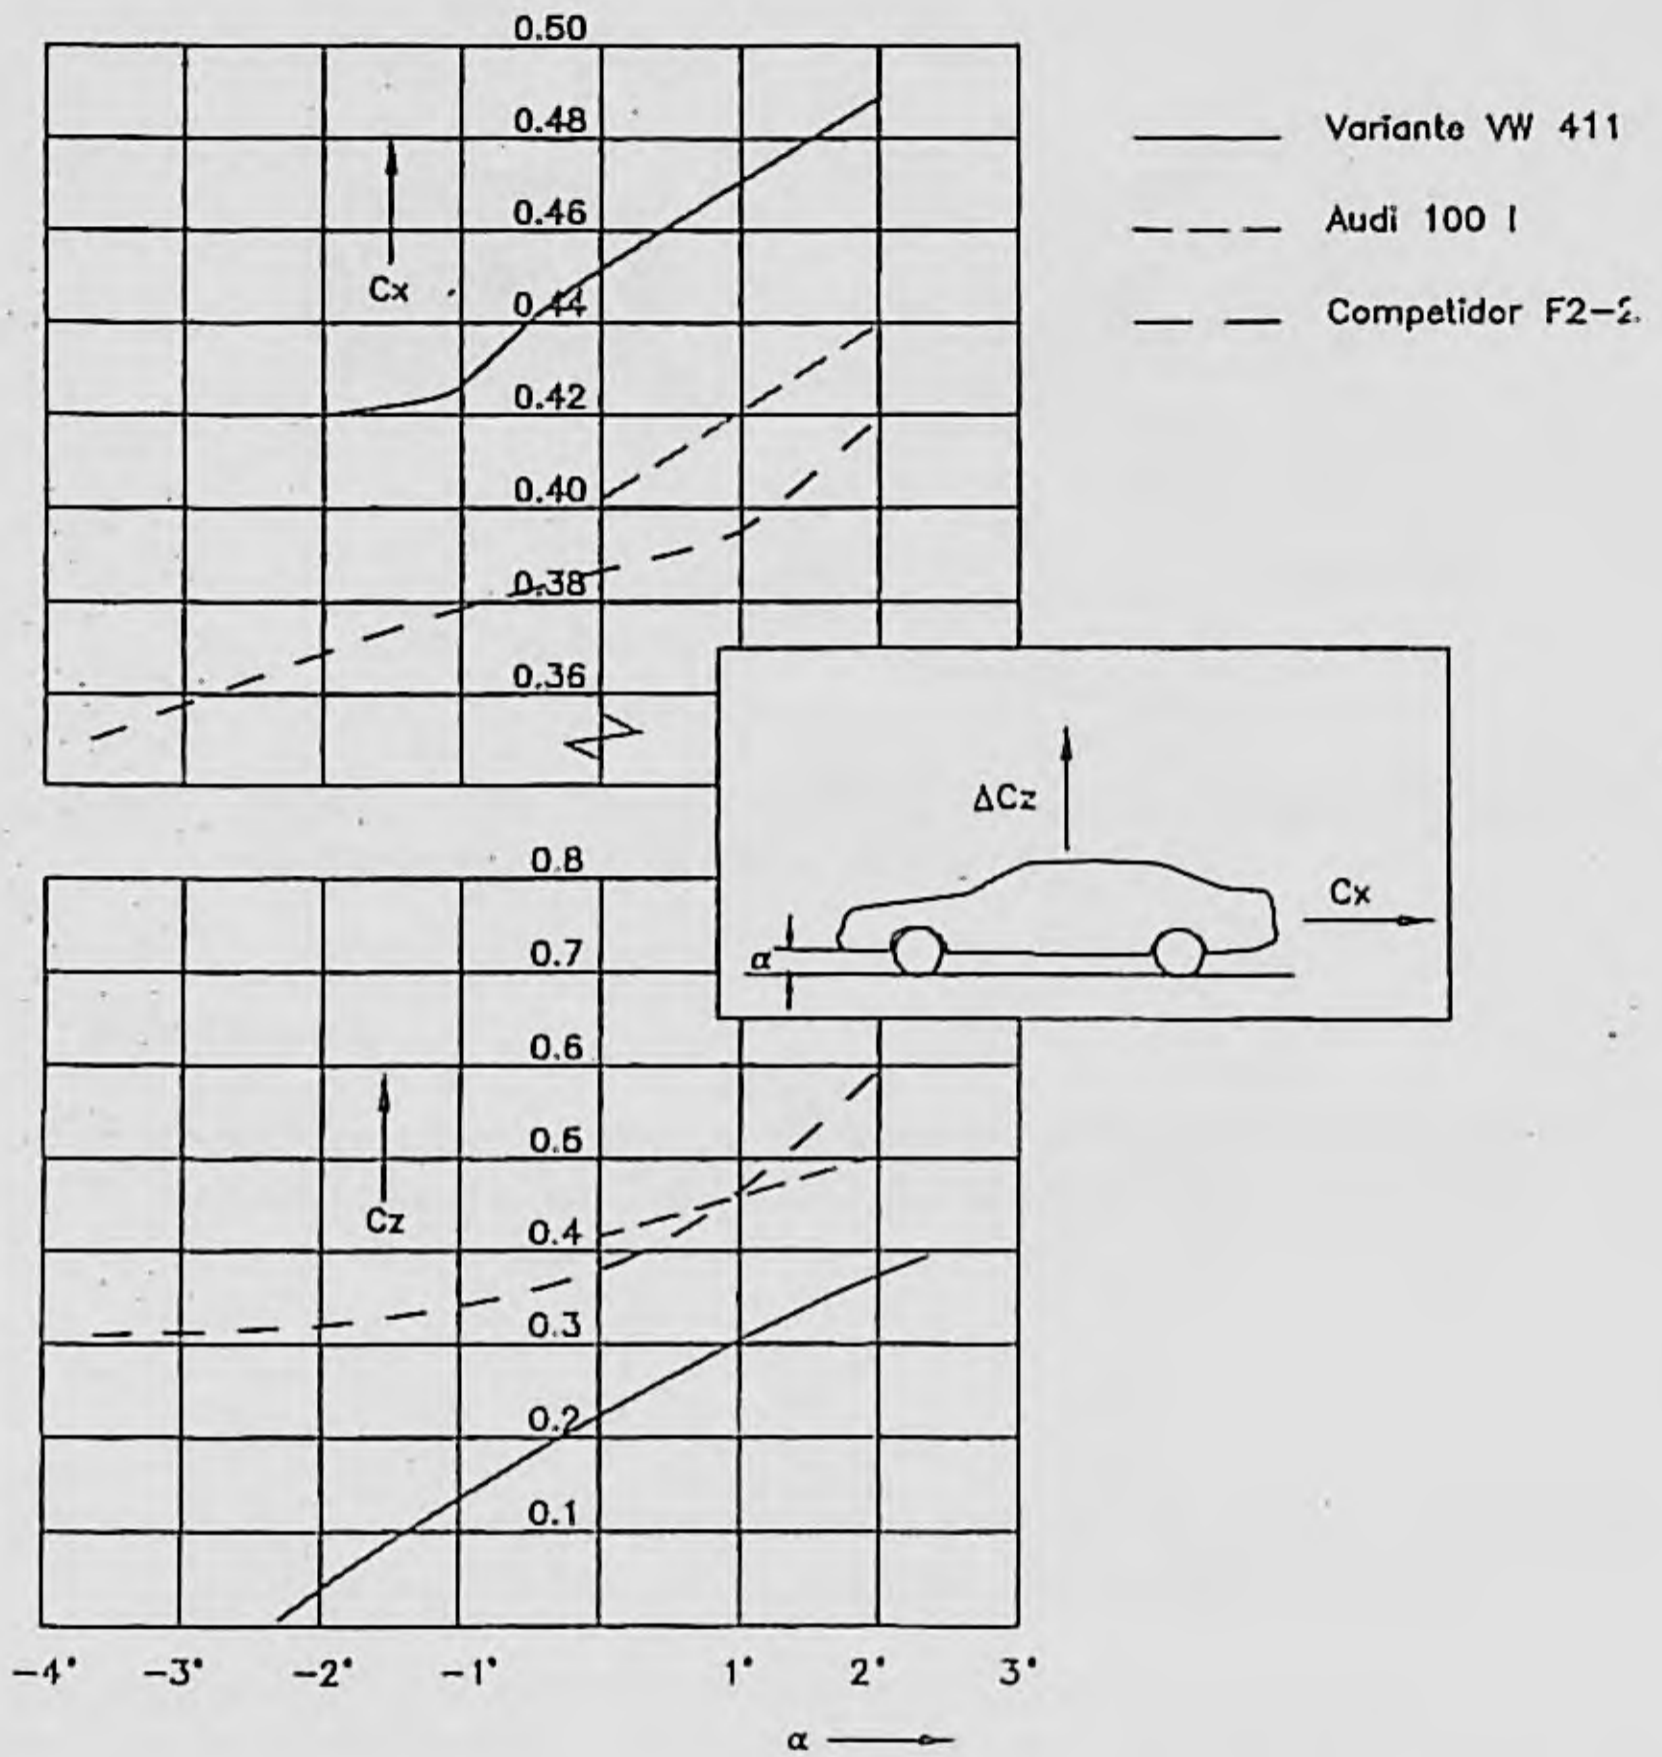 0.50
0.48
Cx
0.46
0.44
0.42
0.40
0.38
0.36
Variante VW 411
Audi 100 I
Competidor F2-2.
ΔCz
Cx
α
0.8
0.7
0.6
0.5
Cz
0.4
0.3
0.2
0.1
-4° -3° -2° -1° 1° 2° 3°
α